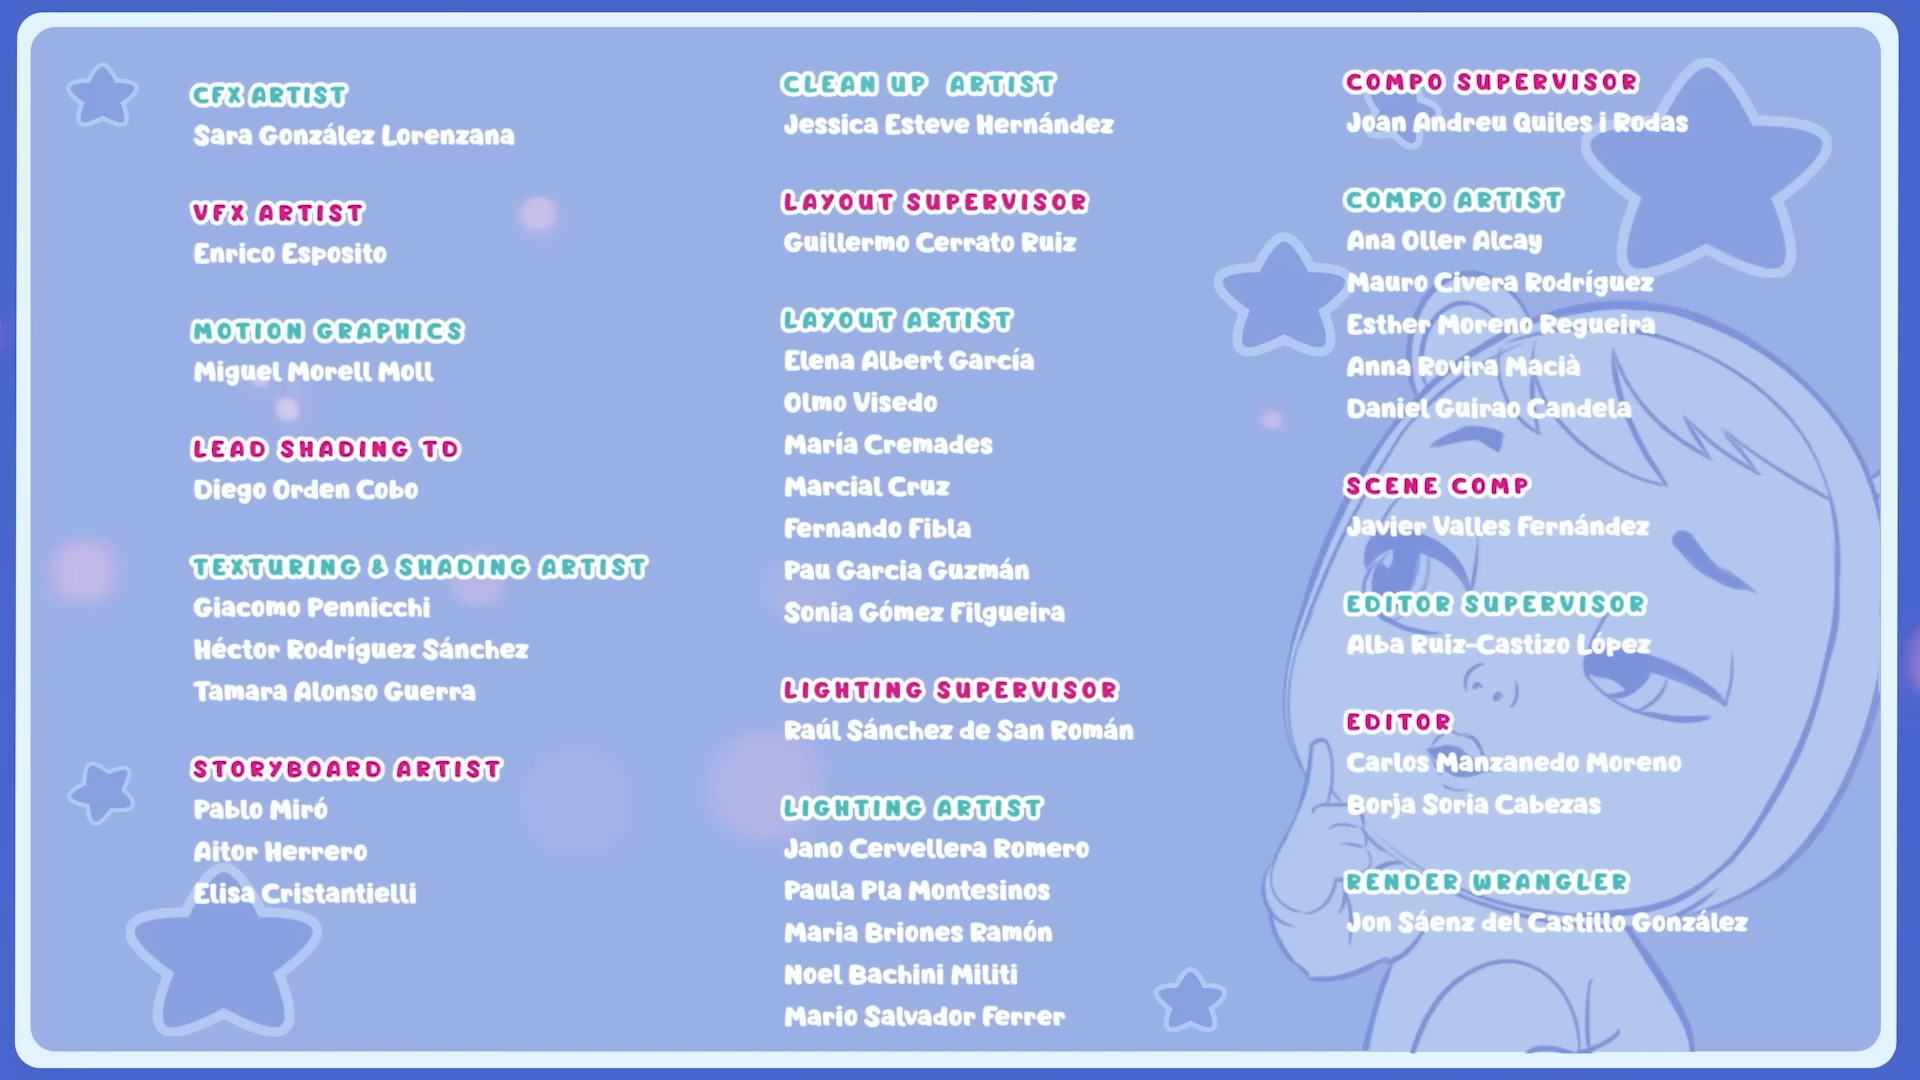 CFX ARTIST
Sara González Lorenzana
VFX ARTIST
Enrico Esposito
MOTION GRAPHICS
Miguel Morell Moll
LEAD SHADING TD
Diego Orden Cobo
TEXTURING & SHADING ARTIST
Giacomo Pennicchi
Héctor Rodríguez Sánchez
Tamara Alonso Guerra
STORYBOARD ARTIST
Pablo Miró
Aitor Herrero
Elisa Cristantielli
CLEAN UP ARTIST
Jessica Esteve Hernández
LAYOUT SUPERVISOR
Guillermo Cerrato Ruiz
LAYOUT ARTIST
Elena Albert García
Olmo Visedo
María Cremades
Marcial Cruz
Fernando Fibla
Pau Garcia Guzmán
Sonia Gómez Filgueira
LIGHTING SUPERVISOR
Raúl Sánchez de San Román
LIGHTING ARTIST
Jano Cervellera Romero
Paula Pla Montesinos
Maria Briones Ramón
Noel Bachini Militi
Mario Salvador Ferrer
COMPO SUPERVISOR
Joan Andreu Quiles i Rodas
COMPO ARTIST
Ana Oller Alcay
Mauro Civera Rodríguez
Esther Moreno Regueira
Anna Rovira Macià
Daniel Guirao Candela
SCENE COMP
Javier Valles Fernández
EDITOR SUPERVISOR
Alba Ruiz-Castizo López
EDITOR
Carlos Manzanedo Moreno
Borja Soria Cabezas
RENDER WRANGLER
Jon Sáenz del Castillo González